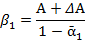 β₁ = (A + ΔA) / (1 − ᾱ₁)